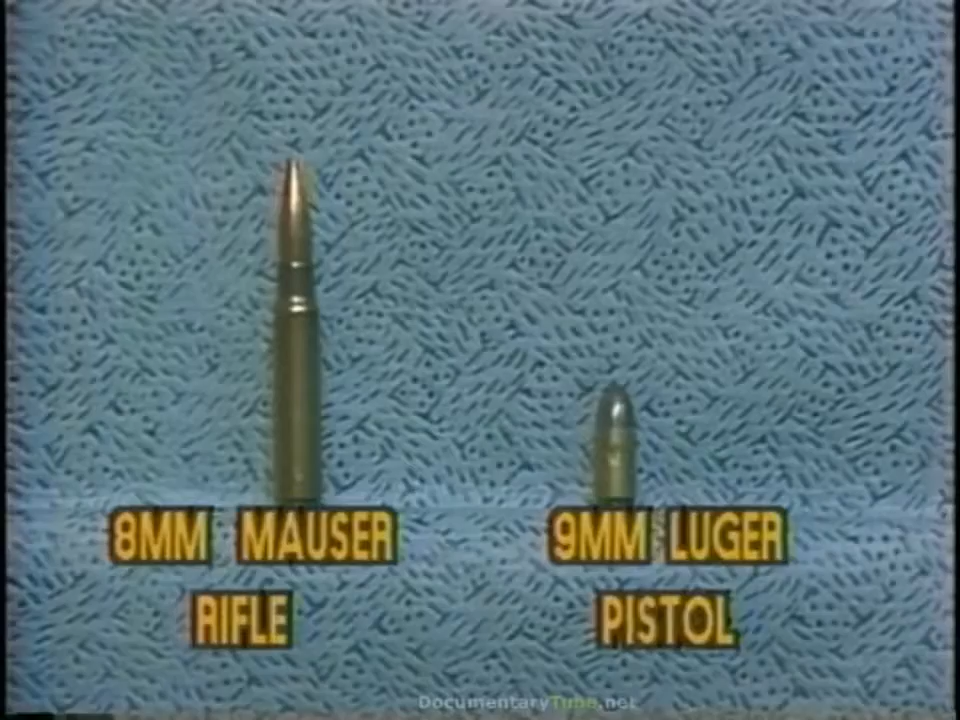 8MM MAUSER
RIFLE
9MM LUGER
PISTOL
DocumentaryTube.net